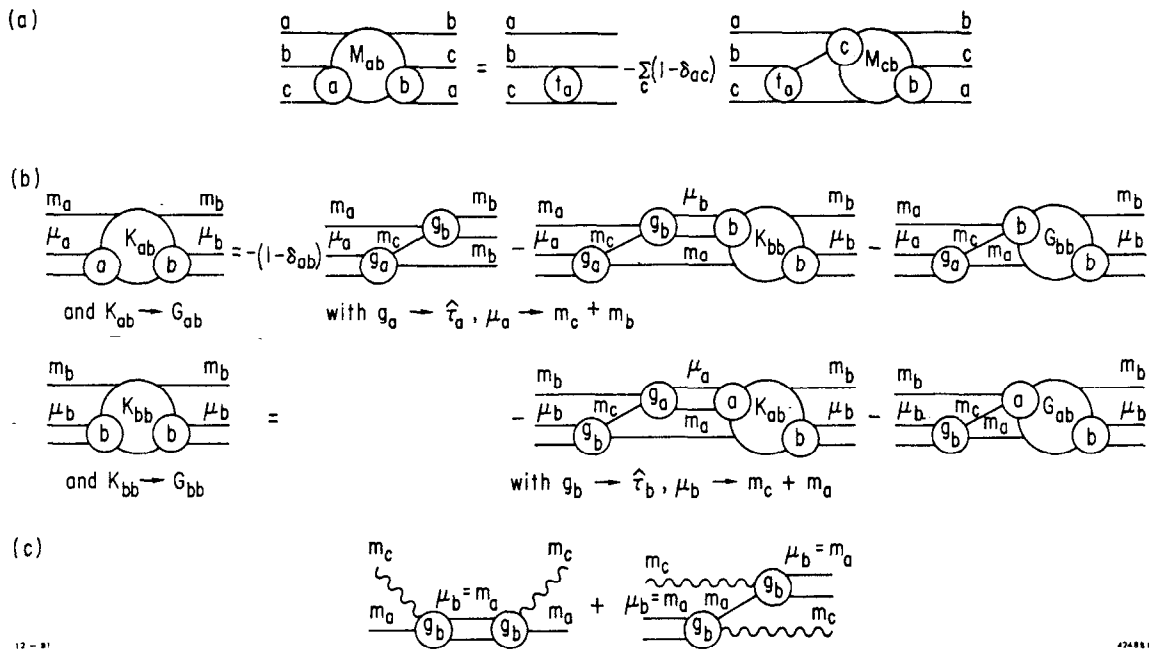 (a)
a b a a b
b M_ab c = b − Σ_c (1-δ_ac) b c M_cb c
c a b a c t_a c t_a b a
(b)
m_a m_b m_a g_b m_b m_a g_b μ_b b m_b m_a b m_b
μ_a K_ab μ_b = -(1-δ_ab) μ_a m_c − μ_a m_c K_bb μ_b − μ_a m_c G_bb μ_b
a b g_a m_b g_a m_a b g_a m_a b
and K_ab → G_ab with g_a → τ̂_a , μ_a → m_c + m_b
m_b m_b m_b g_a μ_a a m_b m_b a m_b
μ_b K_bb μ_b = − μ_b m_c K_ab μ_b − μ_b m_c G_ab μ_b
b b g_b m_a b g_b m_a b
and K_bb → G_bb with g_b → τ̂_b , μ_b → m_c + m_a
(c)
m_c m_c m_c μ_b = m_a
μ_b = m_a + g_b
m_a g_b g_b m_a μ_b = m_a m_a g_b m_c
12 - 81